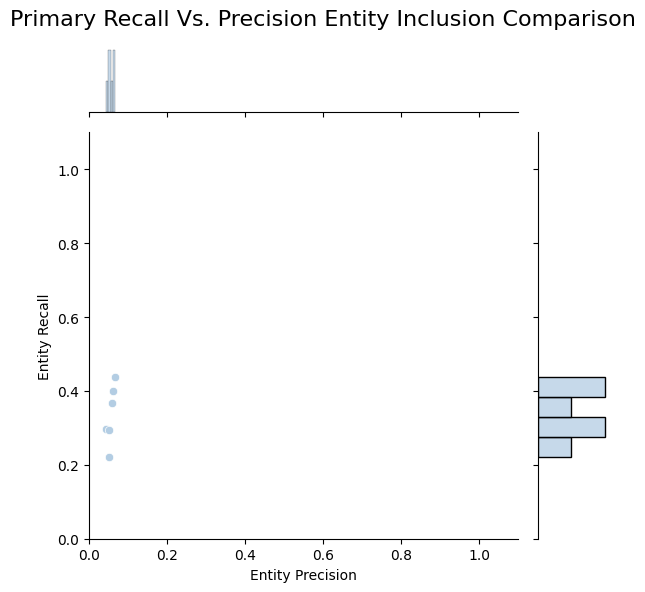 Primary Recall Vs. Precision Entity Inclusion Comparison
1.0
0.8
0.6
0.4
0.2
0.0
Entity Recall
0.0 0.2 0.4 0.6 0.8 1.0
Entity Precision